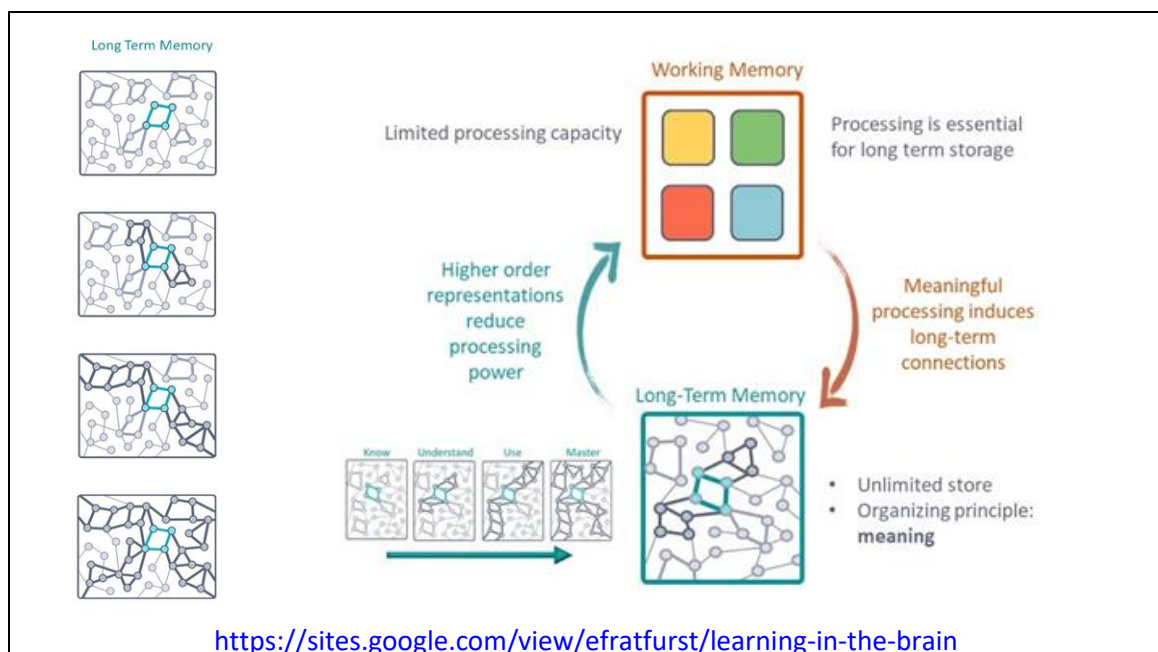 Long Term Memory
Working Memory
Limited processing capacity
Processing is essential
for long term storage
Higher order
representations
reduce
processing
power
Meaningful
processing induces
long-term
connections
Long-Term Memory
Know Understand Use Master
• Unlimited store
• Organizing principle:
meaning
https://sites.google.com/view/efratfurst/learning-in-the-brain